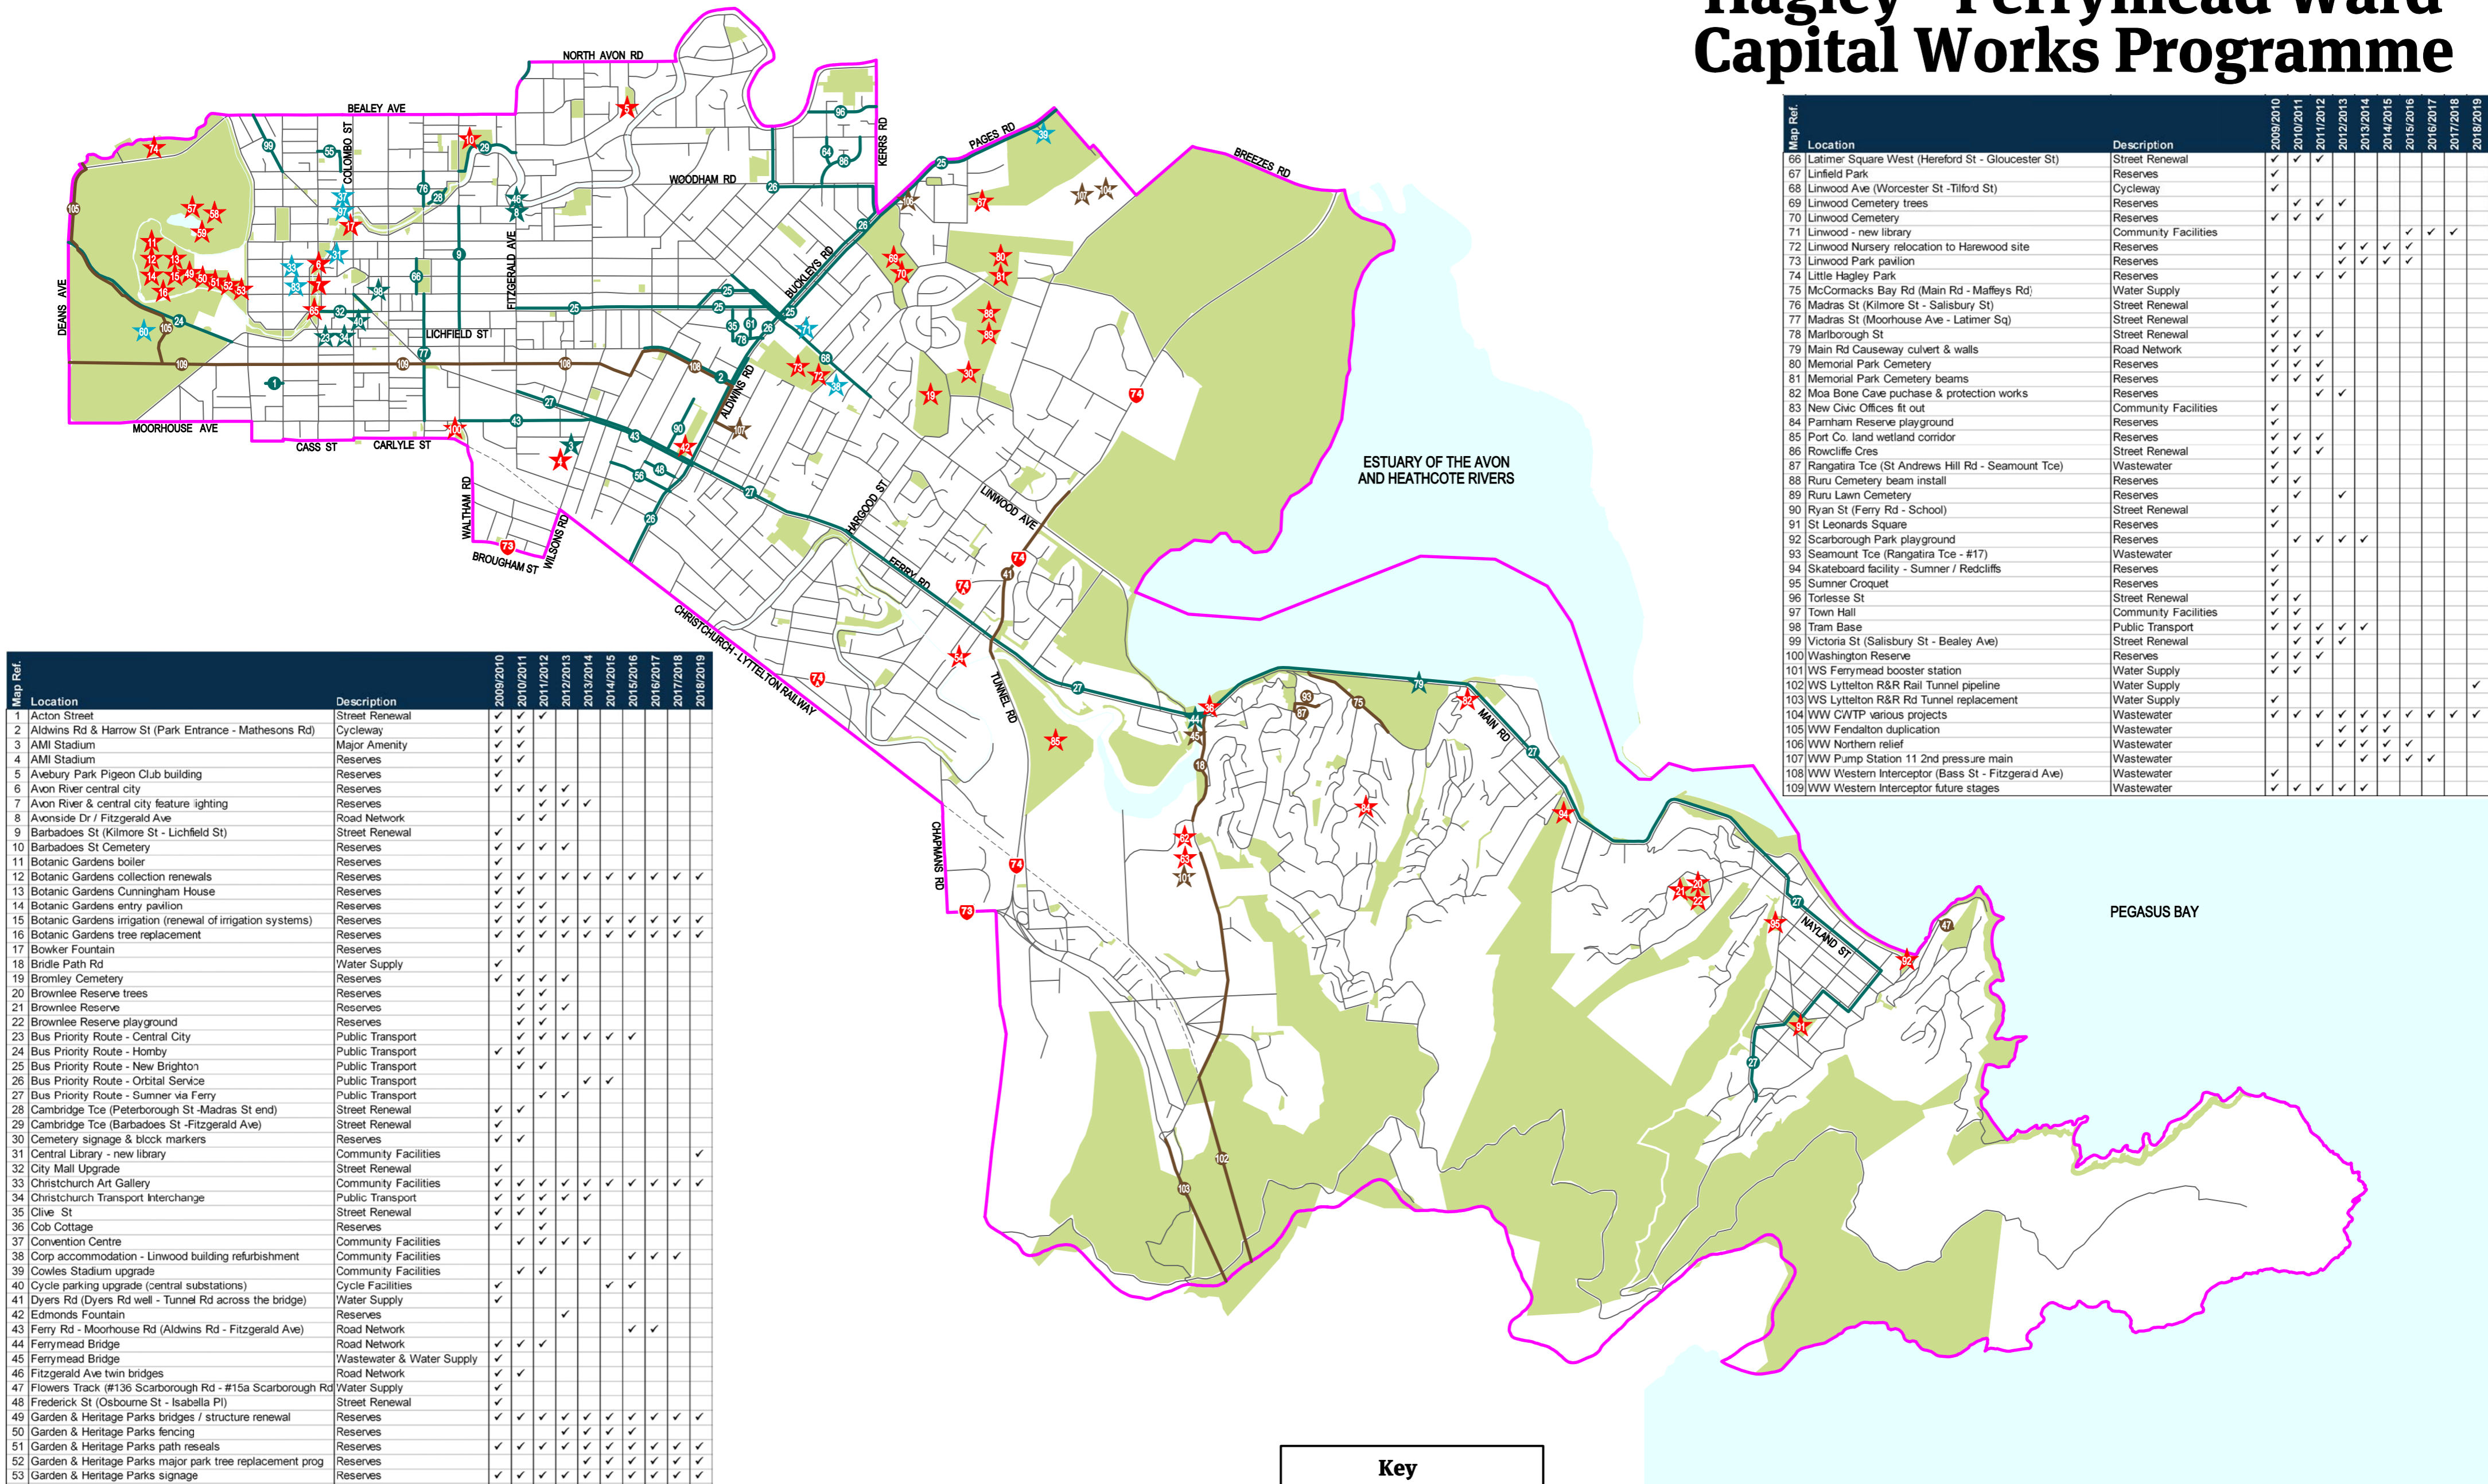 Hagley - Ferrymead Ward
Capital Works Programme
Map Ref. Location Description 2009/2010 2010/2011 2011/2012 2012/2013 2013/2014 2014/2015 2015/2016 2016/2017 2017/2018 2018/2019
66 Latimer Square West (Hereford St - Gloucester St) Street Renewal ✓ ✓ ✓
67 Linfield Park Reserves ✓
68 Linwood Ave (Worcester St -Tilford St) Cycleway ✓
69 Linwood Cemetery trees Reserves ✓ ✓ ✓
70 Linwood Cemetery Reserves ✓ ✓ ✓
71 Linwood - new library Community Facilities ✓ ✓ ✓
72 Linwood Nursery relocation to Harewood site Reserves ✓ ✓ ✓ ✓
73 Linwood Park pavilion Reserves ✓ ✓ ✓ ✓
74 Little Hagley Park Reserves ✓ ✓ ✓ ✓
75 McCormacks Bay Rd (Main Rd - Maffeys Rd) Water Supply ✓
76 Madras St (Kilmore St - Salisbury St) Street Renewal ✓
77 Madras St (Moorhouse Ave - Latimer Sq) Street Renewal ✓
78 Marlborough St Street Renewal ✓ ✓ ✓
79 Main Rd Causeway culvert & walls Road Network ✓ ✓
80 Memorial Park Cemetery Reserves ✓ ✓ ✓
81 Memorial Park Cemetery beams Reserves ✓ ✓ ✓
82 Moa Bone Cave puchase & protection works Reserves ✓ ✓
83 New Civic Offices fit out Community Facilities ✓
84 Parnham Reserve playground Reserves ✓
85 Port Co. land wetland corridor Reserves ✓ ✓ ✓
86 Rowcliffe Cres Street Renewal ✓ ✓ ✓
87 Rangatira Tce (St Andrews Hill Rd - Seamount Tce) Wastewater ✓
88 Ruru Cemetery beam install Reserves ✓ ✓
89 Ruru Lawn Cemetery Reserves ✓ ✓
90 Ryan St (Ferry Rd - School) Street Renewal ✓
91 St Leonards Square Reserves ✓
92 Scarborough Park playground Reserves ✓ ✓ ✓ ✓
93 Seamount Tce (Rangatira Tce - #17) Wastewater ✓
94 Skateboard facility - Sumner / Redcliffs Reserves ✓
95 Sumner Croquet Reserves ✓
96 Torlesse St Street Renewal ✓ ✓
97 Town Hall Community Facilities ✓ ✓
98 Tram Base Public Transport ✓ ✓ ✓ ✓ ✓
99 Victoria St (Salisbury St - Bealey Ave) Street Renewal ✓ ✓ ✓
100 Washington Reserve Reserves ✓ ✓ ✓
101 WS Ferrymead booster station Water Supply ✓ ✓
102 WS Lyttelton R&R Rail Tunnel pipeline Water Supply ✓
103 WS Lyttelton R&R Rd Tunnel replacement Water Supply ✓
104 WW CWTP various projects Wastewater ✓ ✓ ✓ ✓ ✓ ✓ ✓ ✓ ✓ ✓
105 WW Fendalton duplication Wastewater ✓ ✓ ✓
106 WW Northern relief Wastewater ✓ ✓ ✓ ✓ ✓
107 WW Pump Station 11 2nd pressure main Wastewater ✓ ✓ ✓ ✓
108 WW Western Interceptor (Bass St - Fitzgerald Ave) Wastewater ✓
109 WW Western Interceptor future stages Wastewater ✓ ✓ ✓ ✓ ✓
NORTH AVON RD
BEALEY AVE
COLOMBO ST
KERRS RD
PAGES RD
BREEZES RD
WOODHAM RD
FITZGERALD AVE
BUCKLEYS RD
DEANS AVE
LICHFIELD ST
ALDWINS RD
MOORHOUSE AVE
CASS ST
CARLYLE ST
WALTHAM RD
WILSONS RD
BROUGHAM ST
HARGOOD ST
LINWOOD AVE
FERRY RD
ESTUARY OF THE AVON
AND HEATHCOTE RIVERS
CHRISTCHURCH - LYTTELTON RAILWAY
TUNNEL RD
MAIN RD
CHAPMANS RD
NAYLAND ST
PEGASUS BAY
Map Ref. Location Description 2009/2010 2010/2011 2011/2012 2012/2013 2013/2014 2014/2015 2015/2016 2016/2017 2017/2018 2018/2019
1 Acton Street Street Renewal ✓ ✓ ✓
2 Aldwins Rd & Harrow St (Park Entrance - Mathesons Rd) Cycleway ✓ ✓
3 AMI Stadium Major Amenity ✓ ✓
4 AMI Stadium Reserves ✓ ✓
5 Avebury Park Pigeon Club building Reserves ✓
6 Avon River central city Reserves ✓ ✓ ✓ ✓
7 Avon River & central city feature lighting Reserves ✓ ✓ ✓
8 Avonside Dr / Fitzgerald Ave Road Network ✓ ✓
9 Barbadoes St (Kilmore St - Lichfield St) Street Renewal ✓
10 Barbadoes St Cemetery Reserves ✓ ✓ ✓ ✓
11 Botanic Gardens boiler Reserves ✓
12 Botanic Gardens collection renewals Reserves ✓ ✓ ✓ ✓ ✓ ✓ ✓ ✓ ✓ ✓
13 Botanic Gardens Cunningham House Reserves ✓ ✓
14 Botanic Gardens entry pavilion Reserves ✓ ✓ ✓
15 Botanic Gardens irrigation (renewal of irrigation systems) Reserves ✓ ✓ ✓ ✓ ✓ ✓ ✓ ✓ ✓ ✓
16 Botanic Gardens tree replacement Reserves ✓ ✓ ✓ ✓ ✓ ✓ ✓ ✓ ✓ ✓
17 Bowker Fountain Reserves ✓
18 Bridle Path Rd Water Supply ✓
19 Bromley Cemetery Reserves ✓ ✓ ✓ ✓
20 Brownlee Reserve trees Reserves ✓ ✓
21 Brownlee Reserve Reserves ✓ ✓ ✓
22 Brownlee Reserve playground Reserves ✓ ✓
23 Bus Priority Route - Central City Public Transport ✓ ✓ ✓ ✓ ✓ ✓
24 Bus Priority Route - Hornby Public Transport ✓ ✓
25 Bus Priority Route - New Brighton Public Transport ✓ ✓
26 Bus Priority Route - Orbital Service Public Transport ✓ ✓
27 Bus Priority Route - Sumner via Ferry Public Transport ✓ ✓
28 Cambridge Tce (Peterborough St -Madras St end) Street Renewal ✓ ✓
29 Cambridge Tce (Barbadoes St -Fitzgerald Ave) Street Renewal ✓
30 Cemetery signage & block markers Reserves ✓ ✓
31 Central Library - new library Community Facilities ✓
32 City Mall Upgrade Street Renewal ✓
33 Christchurch Art Gallery Community Facilities ✓ ✓ ✓ ✓ ✓ ✓ ✓ ✓ ✓ ✓
34 Christchurch Transport Interchange Public Transport ✓ ✓ ✓ ✓ ✓
35 Clive St Street Renewal ✓ ✓ ✓
36 Cob Cottage Reserves ✓ ✓
37 Convention Centre Community Facilities ✓ ✓ ✓ ✓
38 Corp accommodation - Linwood building refurbishment Community Facilities ✓ ✓ ✓
39 Cowles Stadium upgrade Community Facilities ✓ ✓
40 Cycle parking upgrade (central substations) Cycle Facilities ✓ ✓ ✓
41 Dyers Rd (Dyers Rd well - Tunnel Rd across the bridge) Water Supply ✓
42 Edmonds Fountain Reserves ✓
43 Ferry Rd - Moorhouse Rd (Aldwins Rd - Fitzgerald Ave) Road Network ✓ ✓
44 Ferrymead Bridge Road Network ✓ ✓ ✓
45 Ferrymead Bridge Wastewater & Water Supply ✓
46 Fitzgerald Ave twin bridges Road Network ✓ ✓
47 Flowers Track (#136 Scarborough Rd - #15a Scarborough Rd Water Supply ✓
48 Frederick St (Osbourne St - Isabella Pl) Street Renewal ✓
49 Garden & Heritage Parks bridges / structure renewal Reserves ✓ ✓ ✓ ✓ ✓ ✓ ✓ ✓ ✓ ✓
50 Garden & Heritage Parks fencing Reserves ✓ ✓ ✓ ✓
51 Garden & Heritage Parks path reseals Reserves ✓ ✓ ✓ ✓ ✓ ✓ ✓ ✓ ✓ ✓
52 Garden & Heritage Parks major park tree replacement prog Reserves ✓ ✓ ✓ ✓ ✓ ✓
53 Garden & Heritage Parks signage Reserves ✓ ✓ ✓ ✓ ✓ ✓ ✓ ✓ ✓ ✓
Key